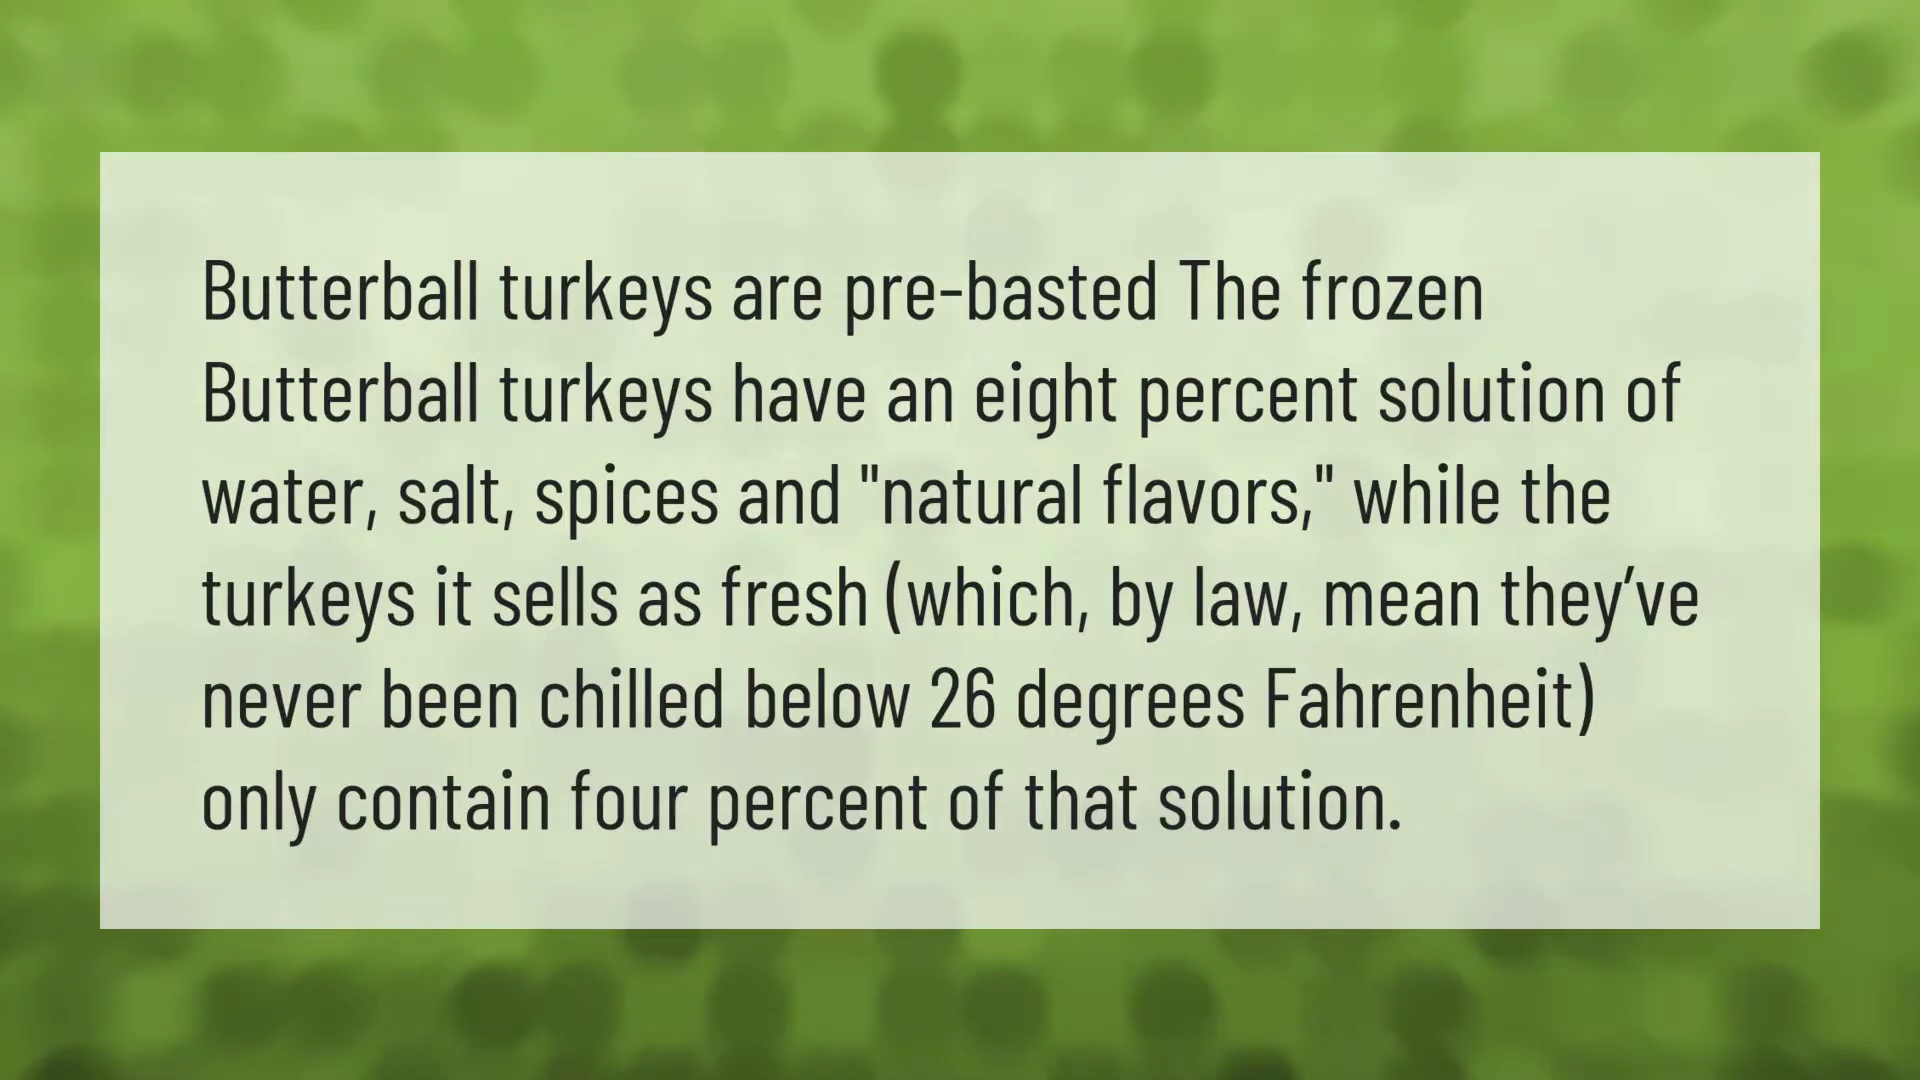 Butterball turkeys are pre-basted The frozen
Butterball turkeys have an eight percent solution of
water, salt, spices and "natural flavors," while the
turkeys it sells as fresh (which, by law, mean they’ve
never been chilled below 26 degrees Fahrenheit)
only contain four percent of that solution.